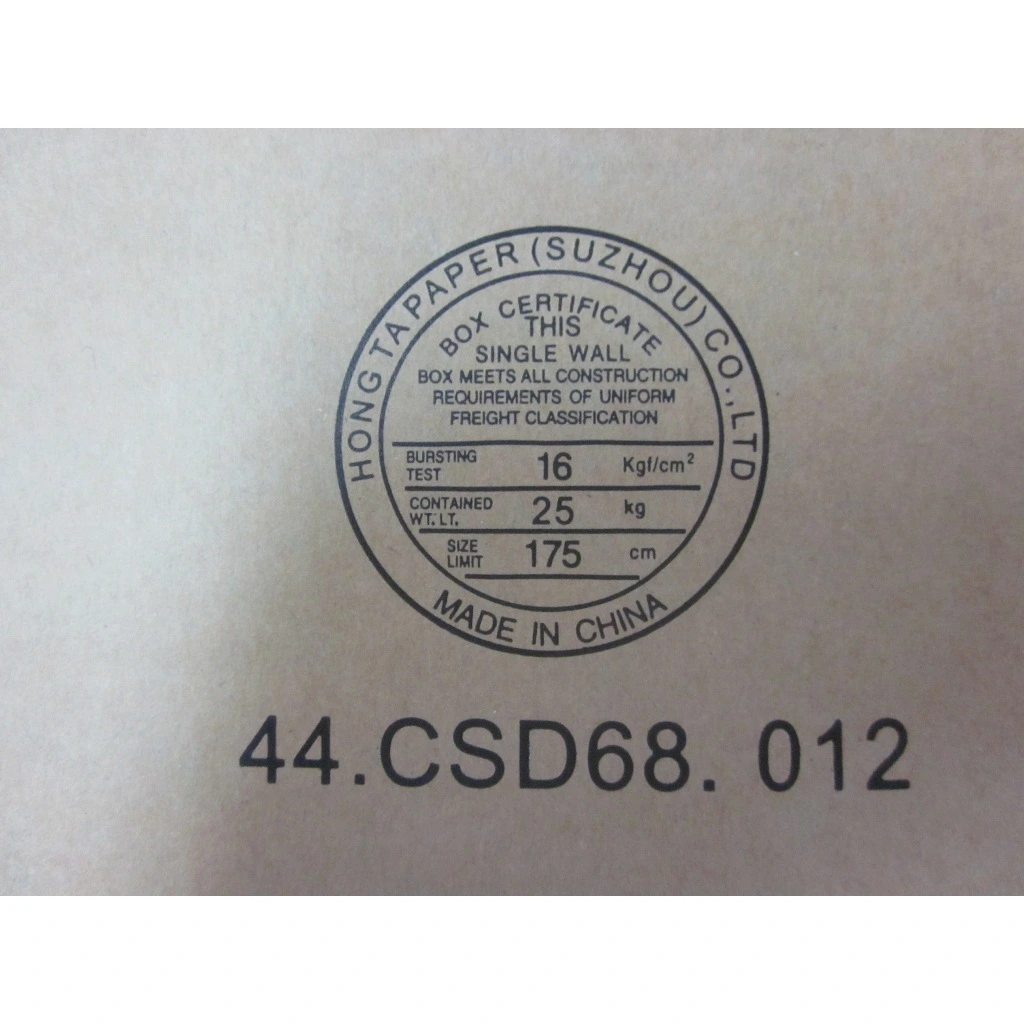 HONG TA PAPER (SUZHOU) CO.,LTD
BOX CERTIFICATE
THIS
SINGLE WALL
BOX MEETS ALL CONSTRUCTION
REQUIREMENTS OF UNIFORM
FREIGHT CLASSIFICATION
BURSTING TEST 16 Kgf/cm²
CONTAINED WT. LT. 25 kg
SIZE LIMIT 175 cm
MADE IN CHINA
44.CSD68. 012